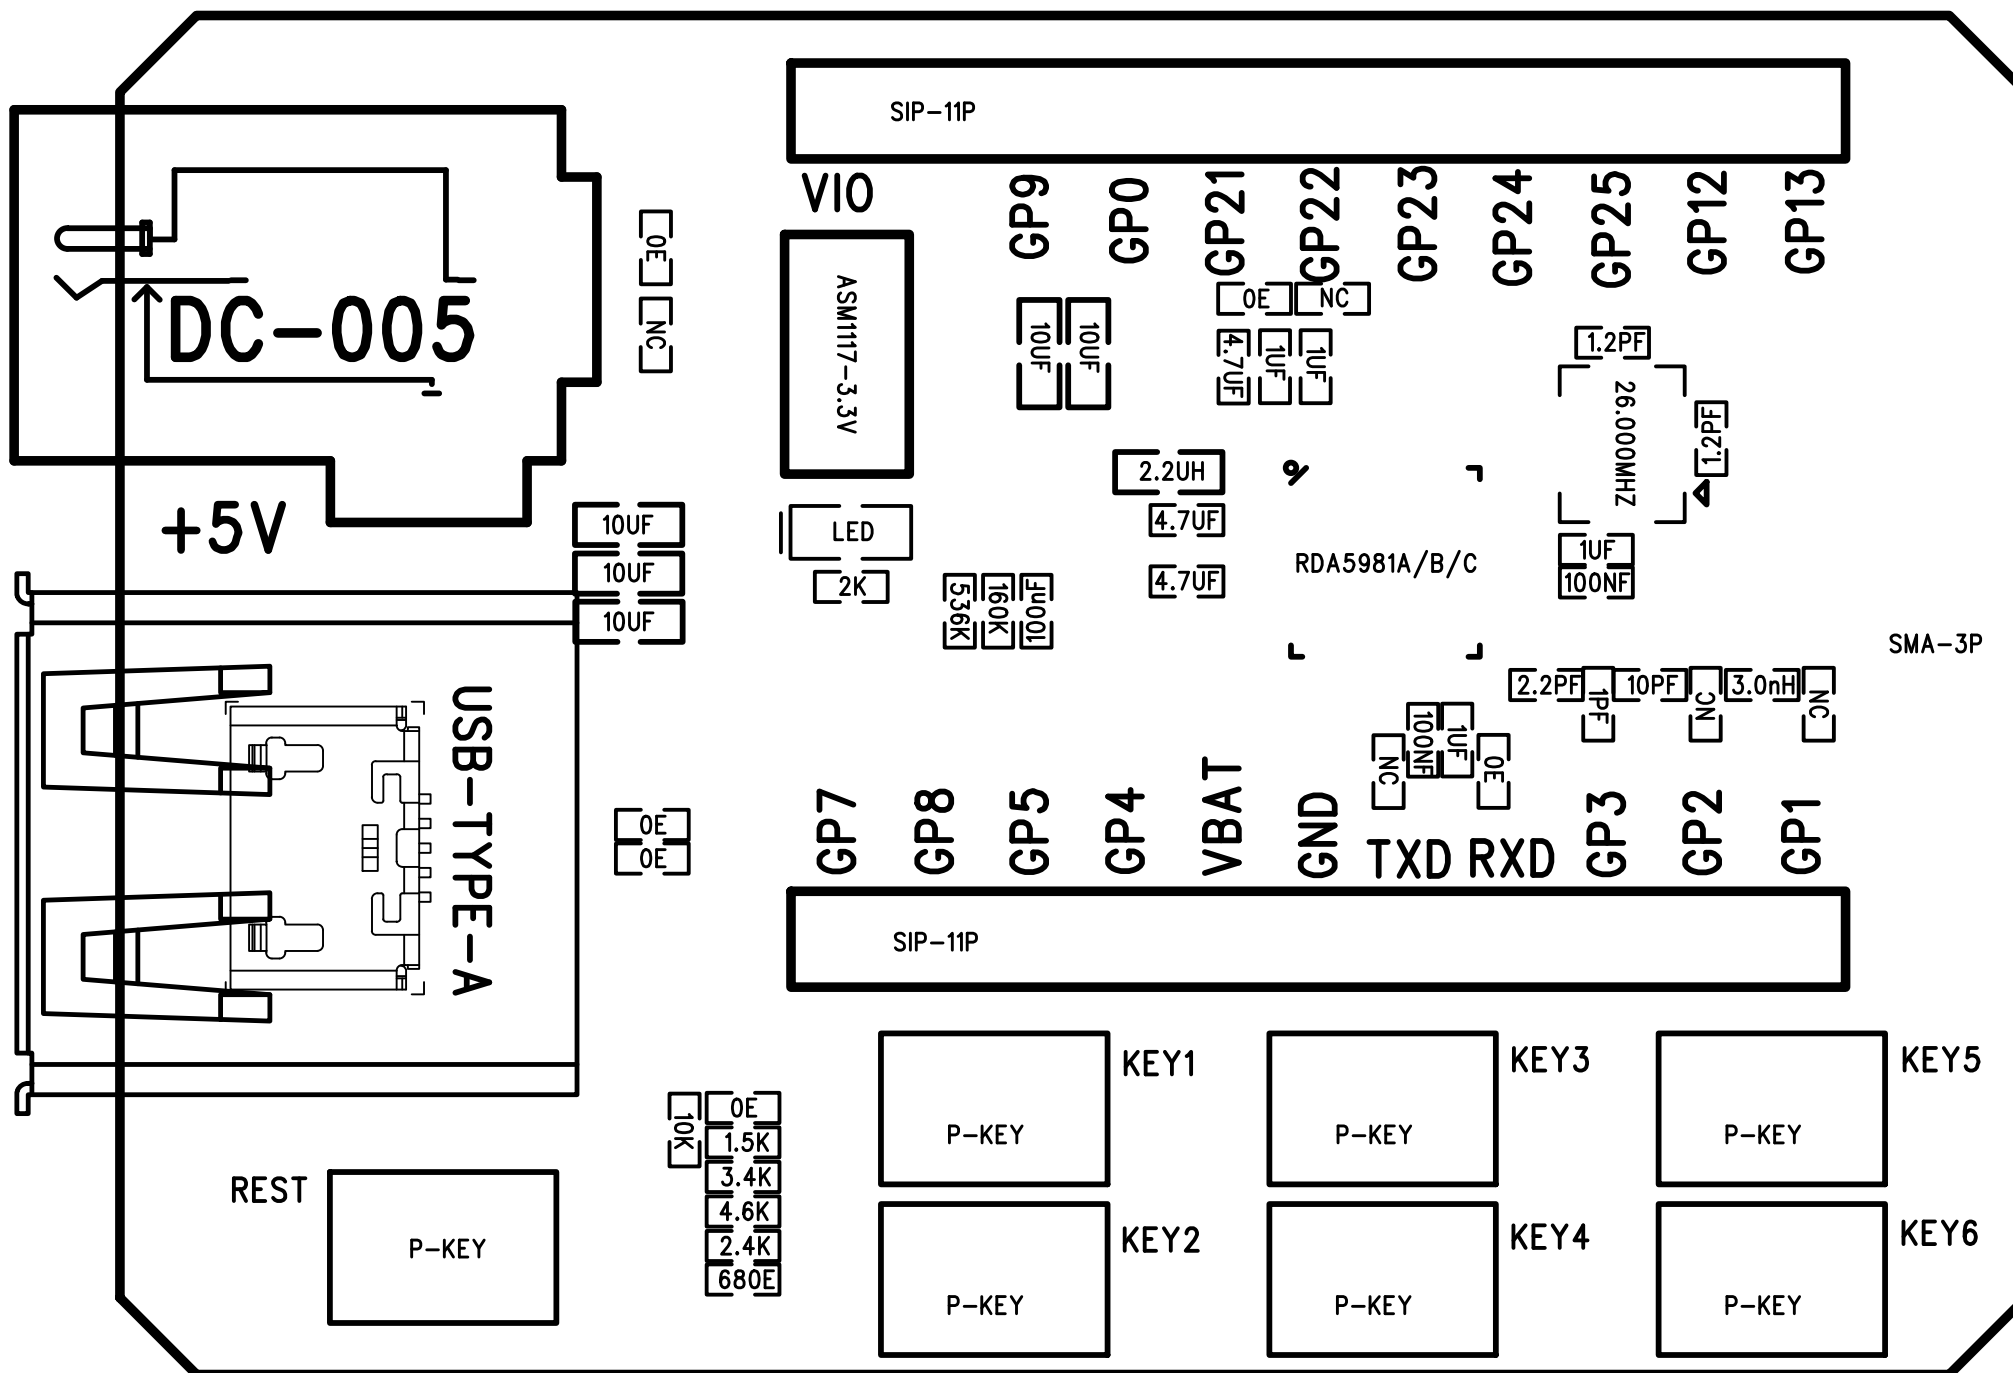 SIP-11P
VIO
GP9
GP0
GP21
GP22
GP23
GP24
GP25
GP12
GP13
0E
NC
DC-005
ASM1117-3.3V
10UF
10UF
0E
NC
4.7UF
1UF
1UF
1.2PF
26.000MHZ
1.2PF
+5V
10UF
10UF
10UF
LED
2K
2.2UH
4.7UF
4.7UF
536K
160K
100nF
RDA5981A/B/C
1UF
100NF
SMA-3P
2.2PF
1PF
10PF
NC
3.0nH
NC
NC
100NF
1UF
0E
USB-TYPE-A
0E
0E
GP7
GP8
GP5
GP4
VBAT
GND
TXD
RXD
GP3
GP2
GP1
SIP-11P
KEY1
P-KEY
KEY3
P-KEY
KEY5
P-KEY
10K
0E
1.5K
3.4K
4.6K
2.4K
680E
REST
P-KEY
KEY2
P-KEY
KEY4
P-KEY
KEY6
P-KEY